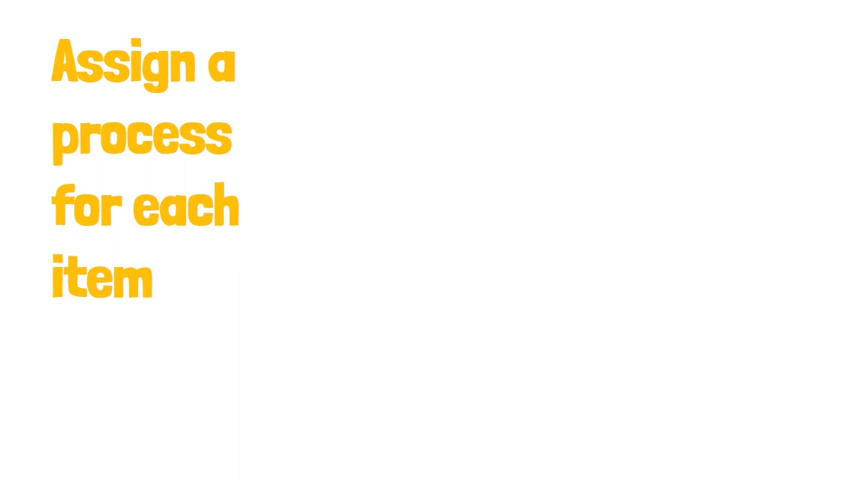 Assign a
process
for each
item